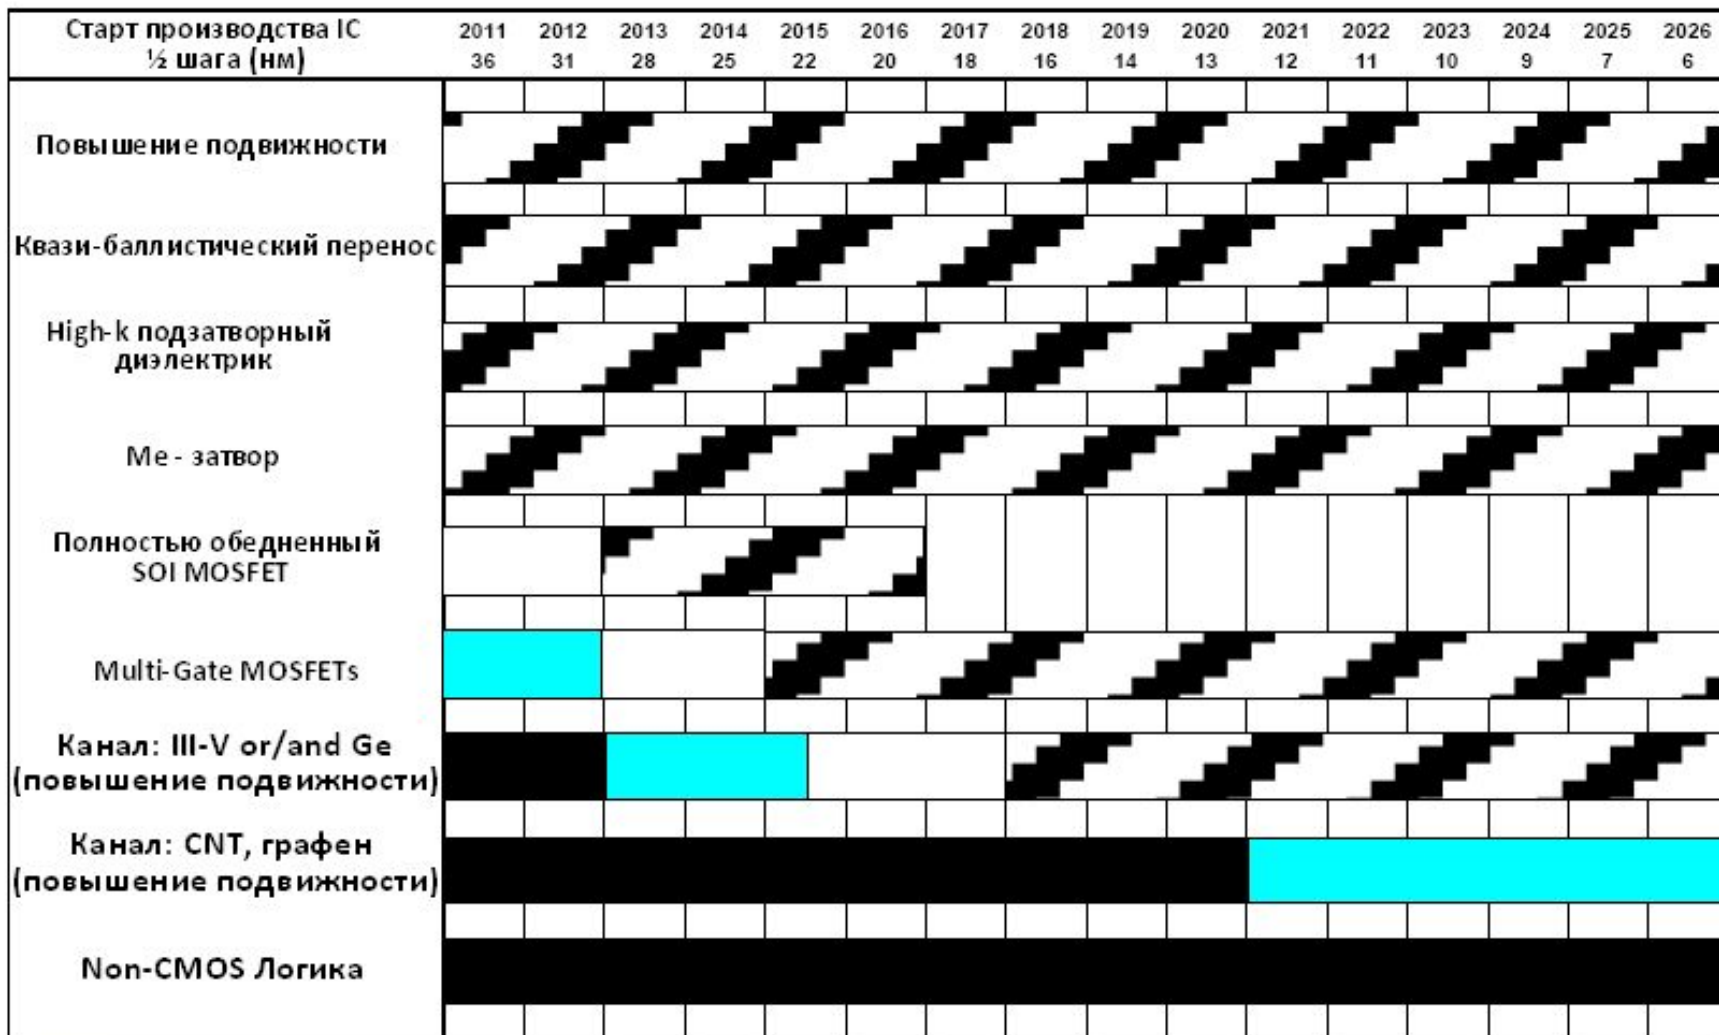 Старт производства IC 2011 2012 2013 2014 2015 2016 2017 2018 2019 2020 2021 2022 2023 2024 2025 2026
½ шага (нм) 36 31 28 25 22 20 18 16 14 13 12 11 10 9 7 6
Повышение подвижности
Квази-баллистический перенос
High-k подзатворный
диэлектрик
Ме - затвор
Полностью обедненный
SOI MOSFET
Multi-Gate MOSFETs
Канал: III-V or/and Ge
(повышение подвижности)
Канал: CNT, графен
(повышение подвижности)
Non-CMOS Логика